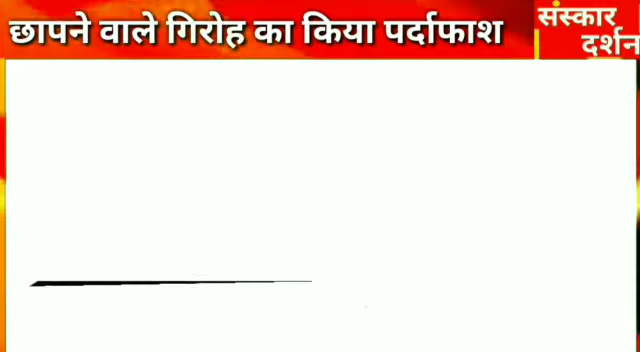 छापने वाले गिरोह का किया पर्दाफाश
संस्कार
दर्शन